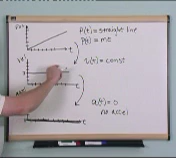 r(t) = straight line
r(t) = mt
v(t) = const
a(t) = 0
no accel
t
t